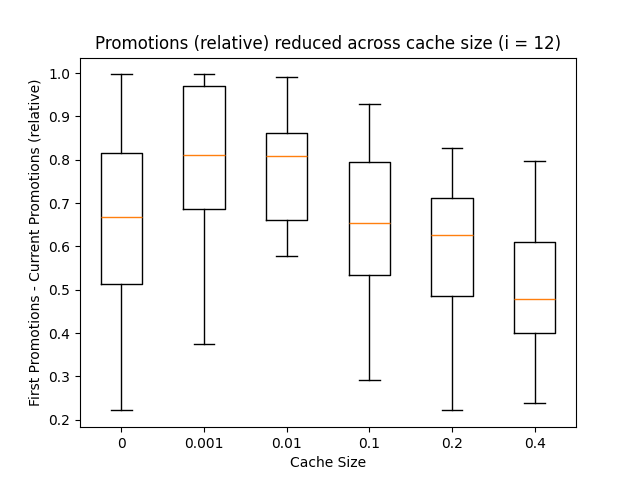 Promotions (relative) reduced across cache size (i = 12)
First Promotions - Current Promotions (relative)
1.0
0.9
0.8
0.7
0.6
0.5
0.4
0.3
0.2
0 0.001 0.01 0.1 0.2 0.4
Cache Size